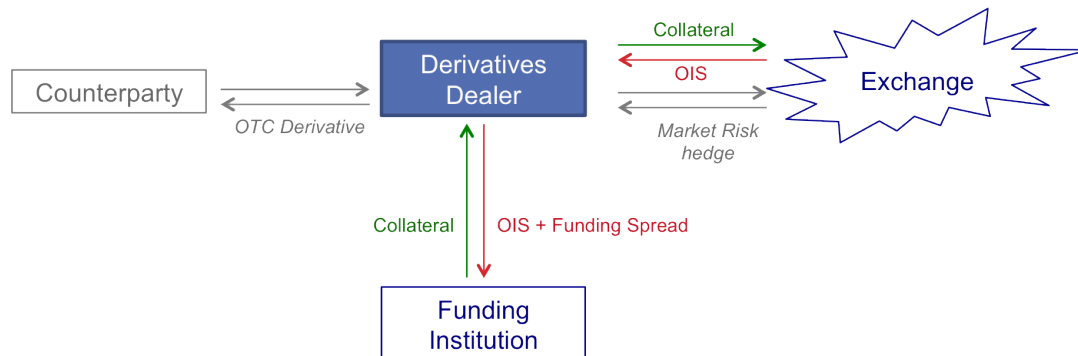 Counterparty
OTC Derivative
Derivatives
Dealer
Collateral
OIS
Market Risk
hedge
Exchange
Collateral
OIS + Funding Spread
Funding
Institution